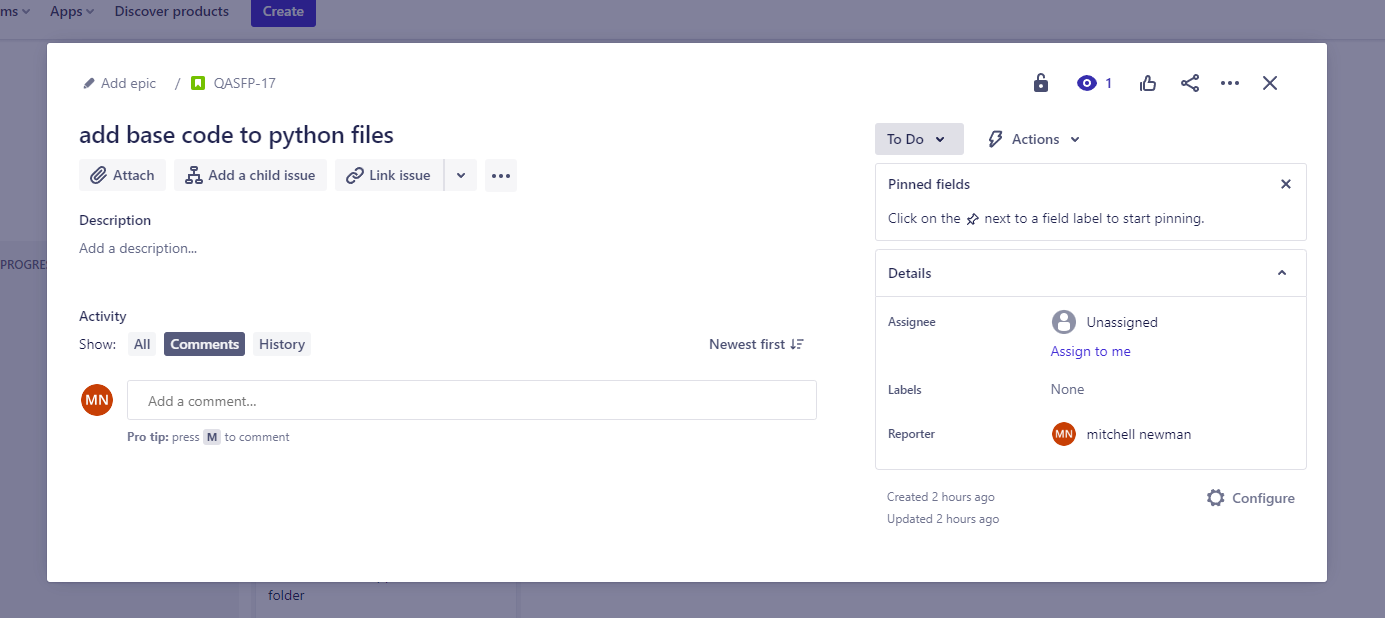 ms Apps Discover products Create
Add epic / QASFP-17 1
add base code to python files
To Do Actions
Attach Add a child issue Link issue
Pinned fields
Click on the next to a field label to start pinning.
Description
Add a description...
PROGRE
Details
Activity
Show: All Comments History Newest first
Assignee Unassigned
Assign to me
Labels None
MN Add a comment...
Pro tip: press M to comment
Reporter MN mitchell newman
Created 2 hours ago Configure
Updated 2 hours ago
folder